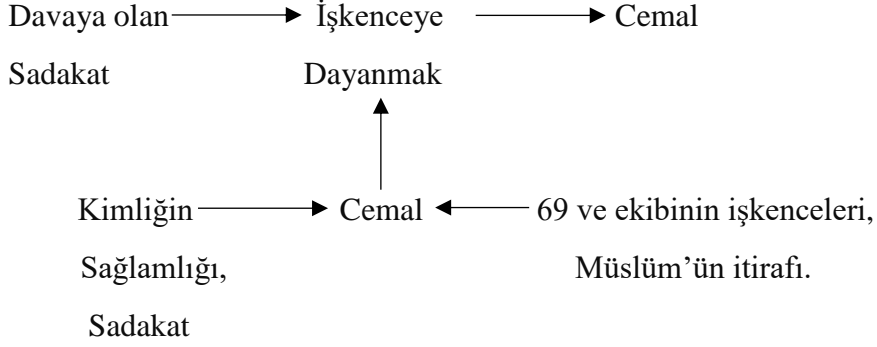 Davaya olan İşkenceye Cemal
Sadakat Dayanmak
Kimliğin Cemal 69 ve ekibinin işkenceleri,
Sağlamlığı, Müslüm’ün itirafı.
Sadakat